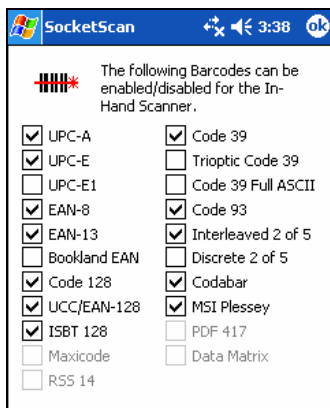 SocketScan 3:38 ok
The following Barcodes can be
enabled/disabled for the In-
Hand Scanner.
UPC-A
UPC-E
UPC-E1
EAN-8
EAN-13
Bookland EAN
Code 128
UCC/EAN-128
ISBT 128
Maxicode
RSS 14
Code 39
Trioptic Code 39
Code 39 Full ASCII
Code 93
Interleaved 2 of 5
Discrete 2 of 5
Codabar
MSI Plessey
PDF 417
Data Matrix